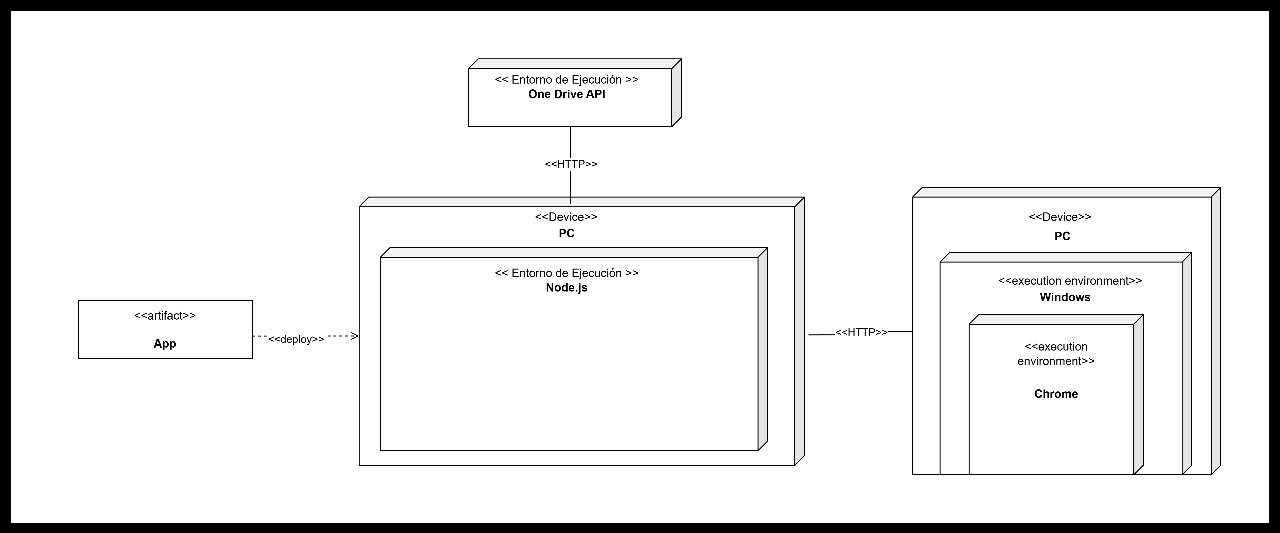 << Entorno de Ejecución >>
One Drive API
<<HTTP>>
<<Device>>
PC
<< Entorno de Ejecución >>
Node.js
<<artifact>>
App
<<deploy>>
<<HTTP>>
<<Device>>
PC
<<execution environment>>
Windows
<<execution
environment>>
Chrome